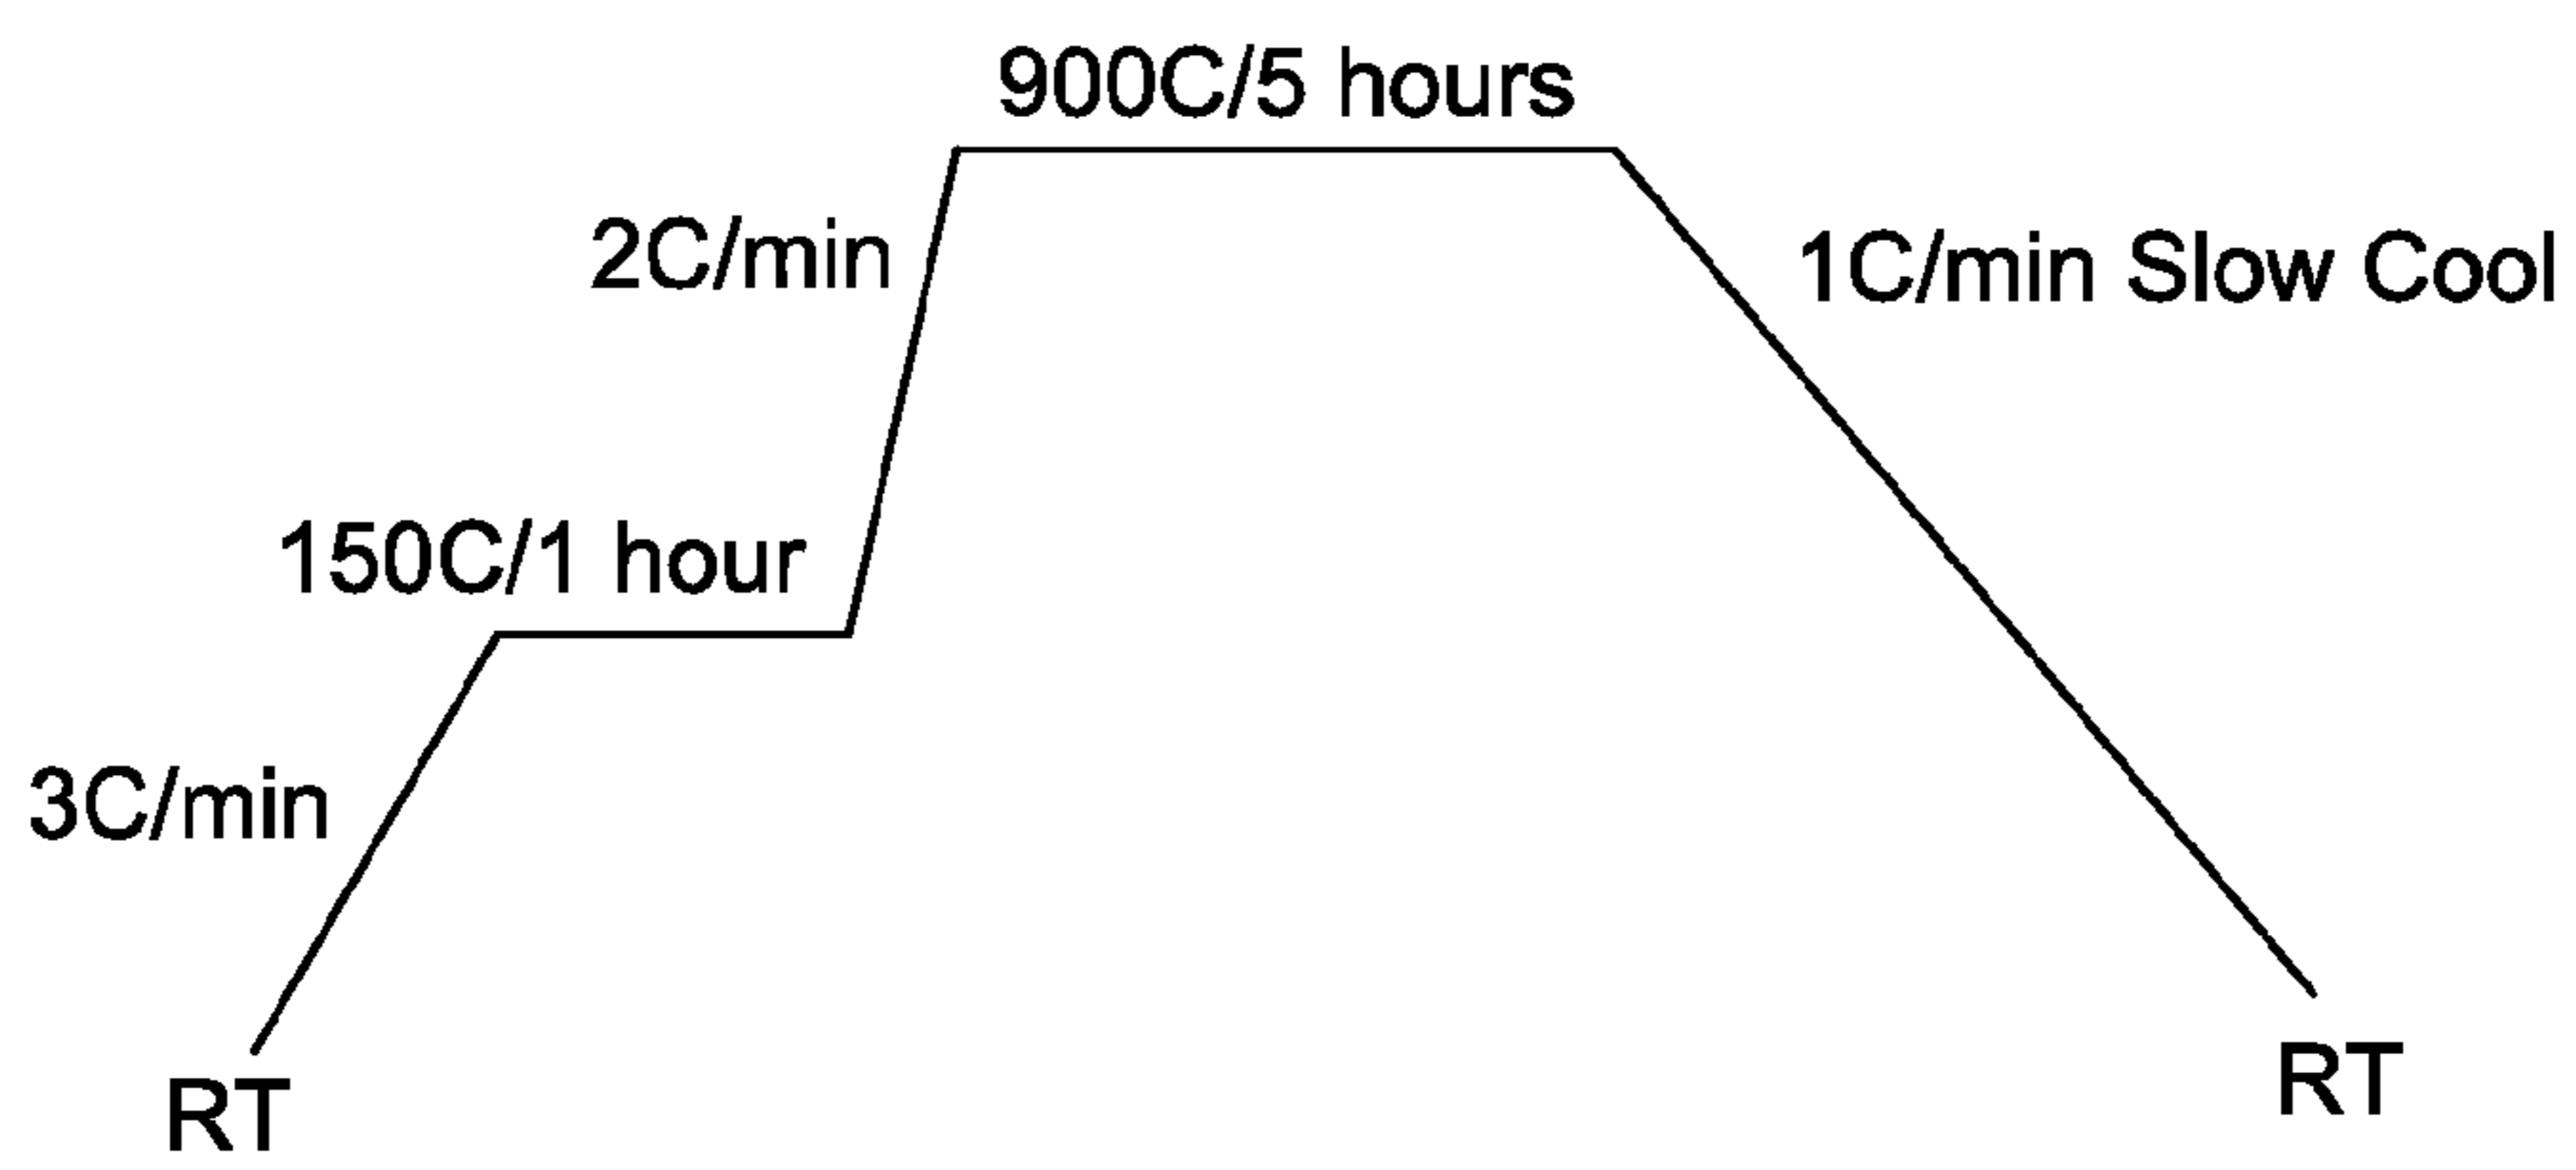 900C/5 hours
2C/min
1C/min Slow Cool
150C/1 hour
3C/min
RT
RT